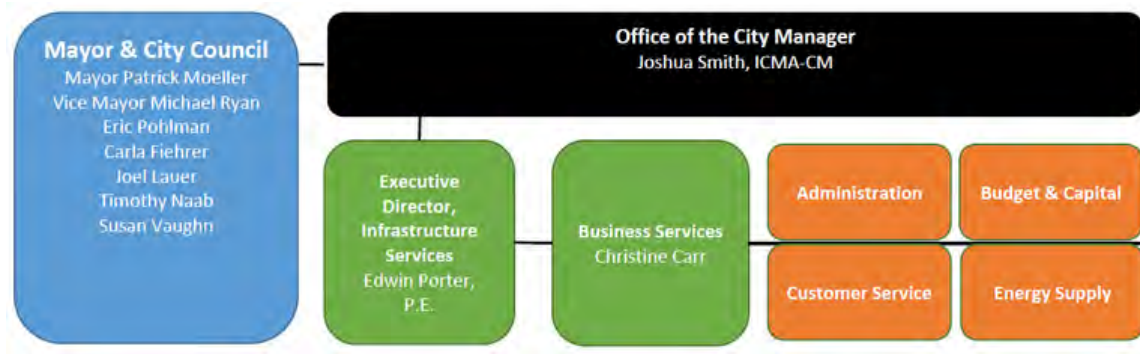 Mayor & City Council
Mayor Patrick Moeller
Vice Mayor Michael Ryan
Eric Pohlman
Carla Fiehrer
Joel Lauer
Timothy Naab
Susan Vaughn
Office of the City Manager
Joshua Smith, ICMA-CM
Executive
Director,
Infrastructure
Services
Edwin Porter,
P.E.
Business Services
Christine Carr
Administration
Budget & Capital
Customer Service
Energy Supply